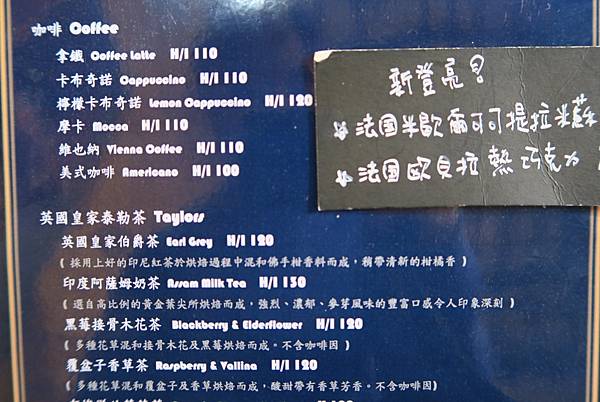 咖啡 Coffee
拿鐵 Coffee Latte H/I 110
卡布奇諾 Cappuccino H/I 110
檸檬卡布奇諾 Lemon Cappuccino H/I 120
摩卡 Mocca H/I 110
維也納 Vienna Coffee H/I 110
美式咖啡 Americano H/I 100
新登亮
法国米歇爾可可提拉米蘇
法国歐貝拉熱巧克力
英國皇家泰勒茶 Taylors
英國皇家伯爵茶 Earl Grey H/I 120
( 採用上好的印尼紅茶於烘焙過程中混和佛手柑香料而成，稍帶清新的柑橘香 )
印度阿薩姆奶茶 Assam Milk Tea H/I 130
( 選自高比例的黃金葉尖所烘焙而成，強烈、濃郁、麥芽風味的豐富口感令人印象深刻 )
黑莓接骨木花茶 Blackberry & Elderflower H/I 120
( 多種花草混和接骨木花及黑莓烘焙而成。不含咖啡因 )
覆盆子香草茶 Raspberry & Vallina H/I 120
( 多種花草混和覆盆子及香草烘焙而成，酸甜帶有香草芳香。不含咖啡因)